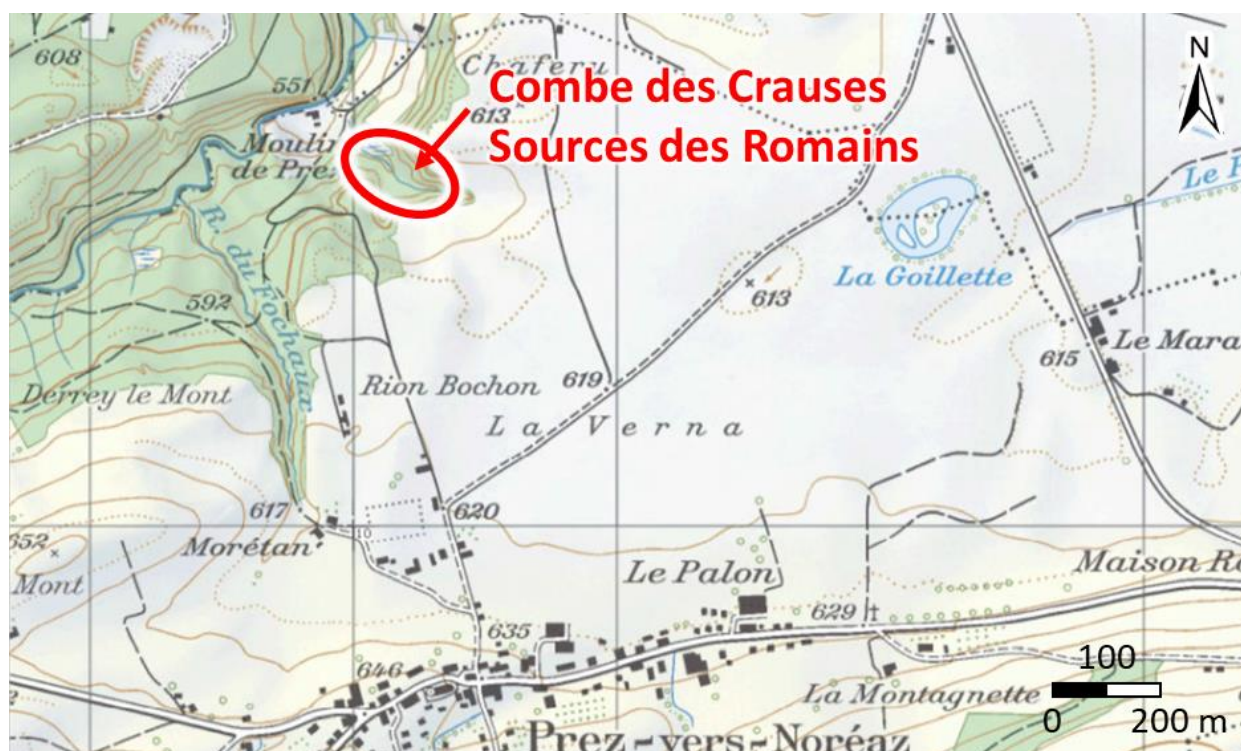 608
551
Chaferu
613
N
Combe des Crauses
Sources des Romains
Moulin
de Pré
R. du Fochaux
592
La Goillette
613
Le Mara
615
Derrey le Mont
Rion Bochon
619
La Verna
617
620
Morétan
10
652
Mont
Le Palon
Maison R
635
629
646
La Montagnette
Prez-vers-Noréaz
100
0 200 m